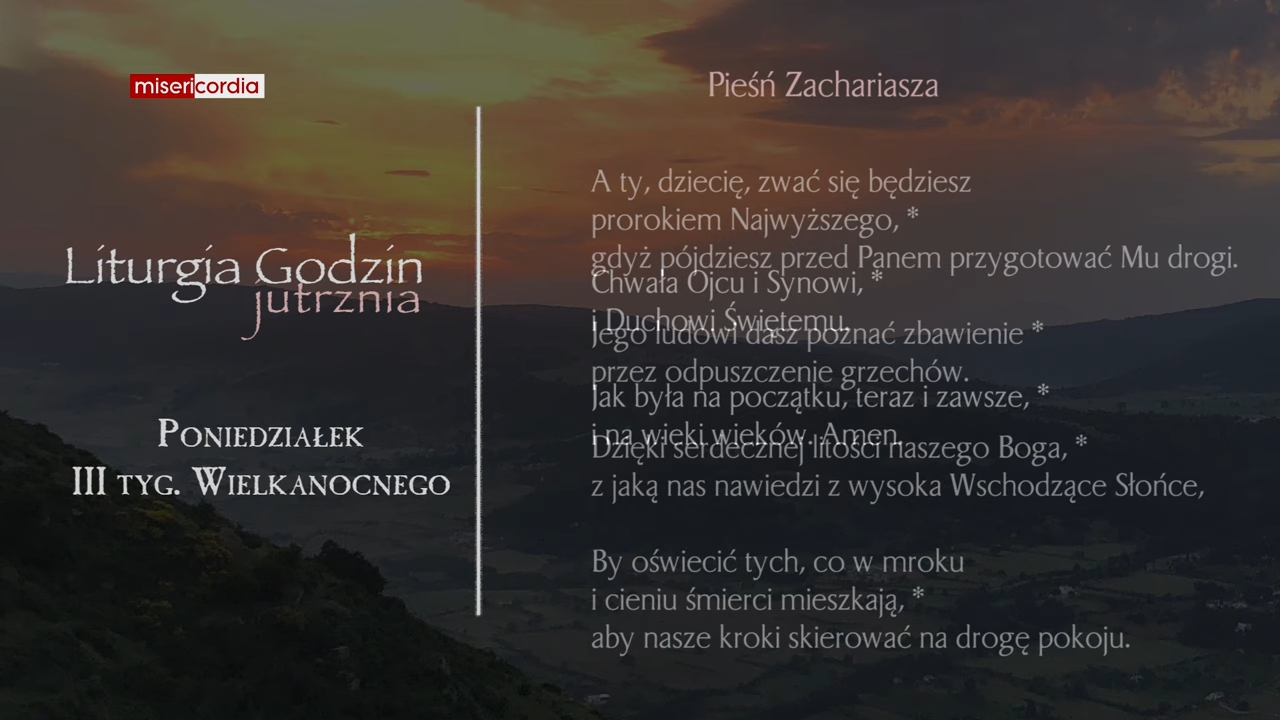 misericordia
Liturgia Godzin
jutrznia
Poniedziałek
III tyg. Wielkanocnego
Pieśń Zachariasza
A ty, dziecię, zwać się będziesz
prorokiem Najwyższego, *
gdyż pójdziesz przed Panem przygotować Mu drogi.
Chwała Ojcu i Synowi, *
i Duchowi Świętemu.
Jego ludowi dasz poznać zbawienie *
przez odpuszczenie grzechów.
Jak była na początku, teraz i zawsze, *
i na wieki wieków. Amen.
Dzięki serdecznej litości naszego Boga, *
z jaką nas nawiedzi z wysoka Wschodzące Słońce,
By oświecić tych, co w mroku
i cieniu śmierci mieszkają, *
aby nasze kroki skierować na drogę pokoju.